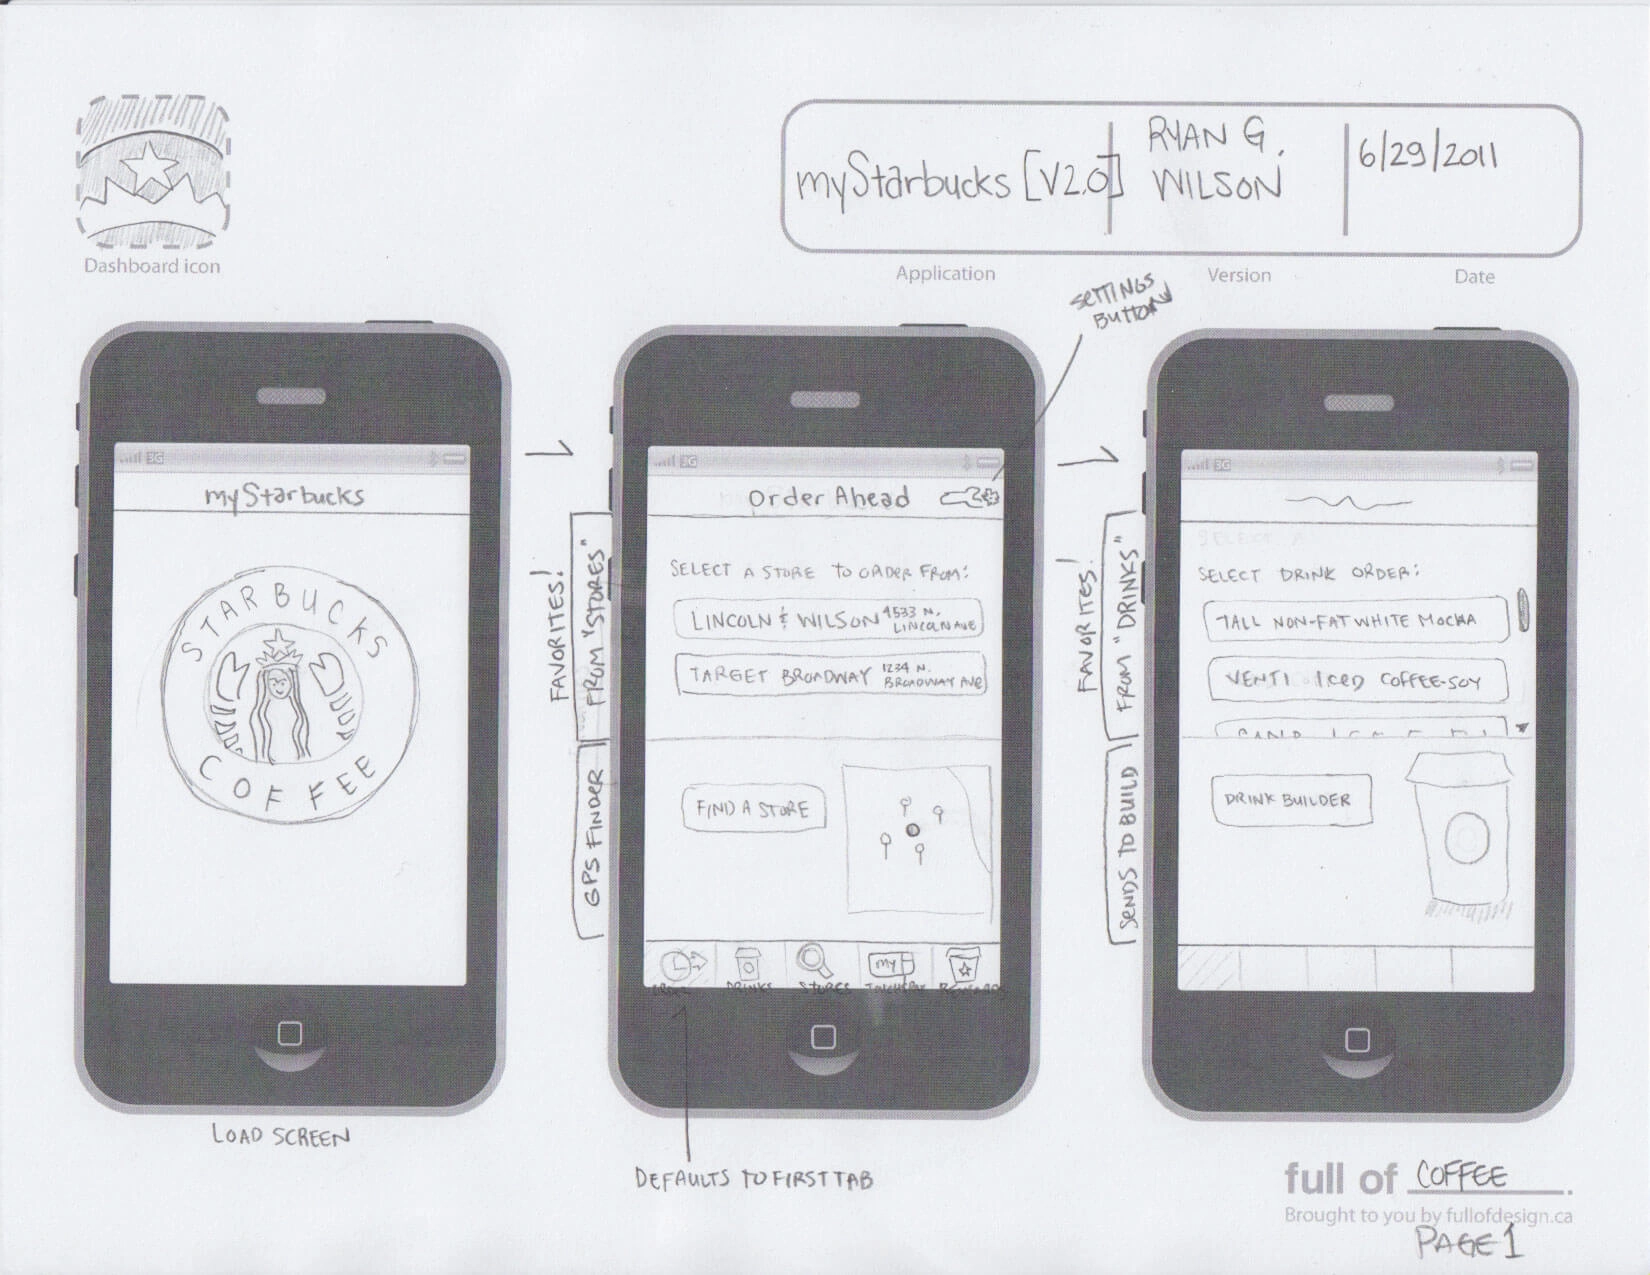 myStarbucks [V2.0]
RYAN G.
WILSON
6/29/2011
Dashboard icon
Application
Version
Date
SETTINGS
BUTTON
3G
myStarbucks
STARBUCKS
COFFEE
LOAD SCREEN
FAVORITES!
FROM "STORES"
GPS FINDER
3G
Order Ahead
SELECT A STORE TO ORDER FROM:
LINCOLN & WILSON 4533 N.
LINCOLN AVE
TARGET BROADWAY 1234 N.
BROADWAY AVE
FIND A STORE
my
ORDER DRINKS STORES REWARDS
DEFAULTS TO FIRST TAB
FAVORITES!
FROM "DRINKS"
SENDS TO BUILD
3G
SELECT DRINK ORDER:
TALL NON-FAT WHITE MOCHA
VENTI ICED COFFEE-SOY
DRINK BUILDER
full of COFFEE.
Brought to you by fullofdesign.ca
PAGE 1